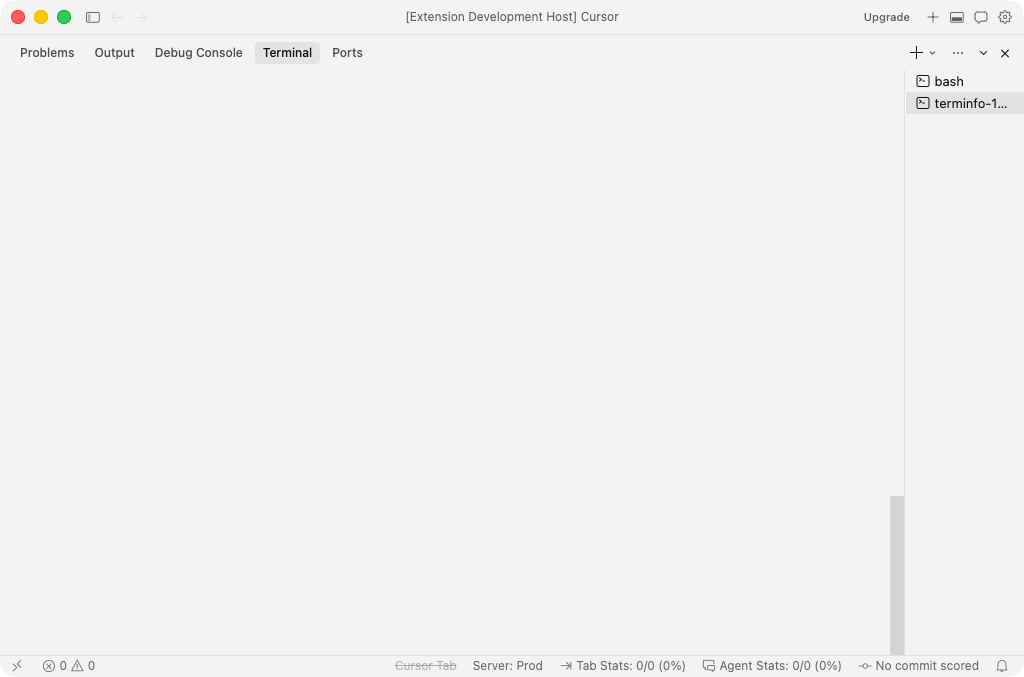 [Extension Development Host] Cursor
Upgrade
Problems Output Debug Console Terminal Ports
bash
terminfo-1...
0 0
Cursor Tab Server: Prod Tab Stats: 0/0 (0%) Agent Stats: 0/0 (0%) No commit scored